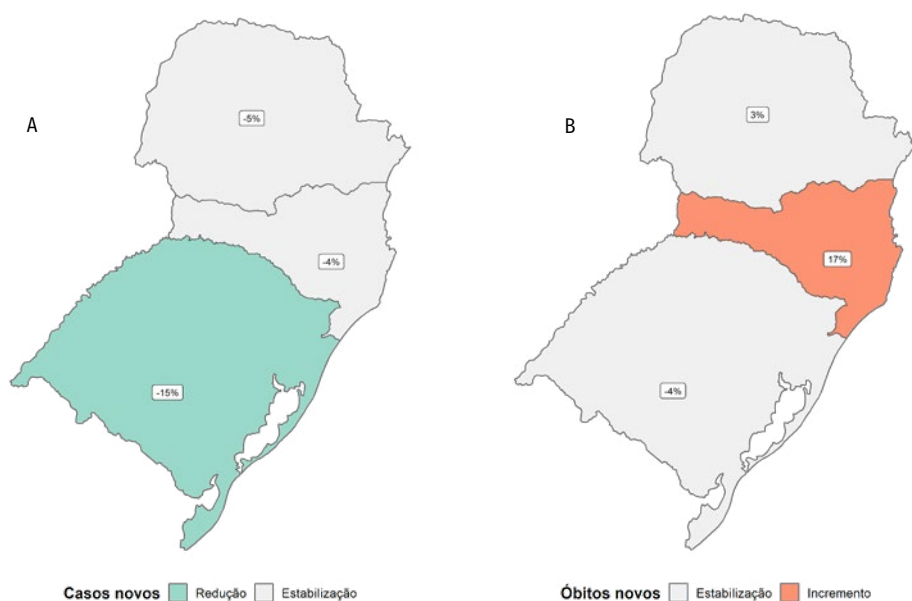 A
-5%
-4%
-15%
Casos novos Redução Estabilização
B
3%
17%
-4%
Óbitos novos Estabilização Incremento